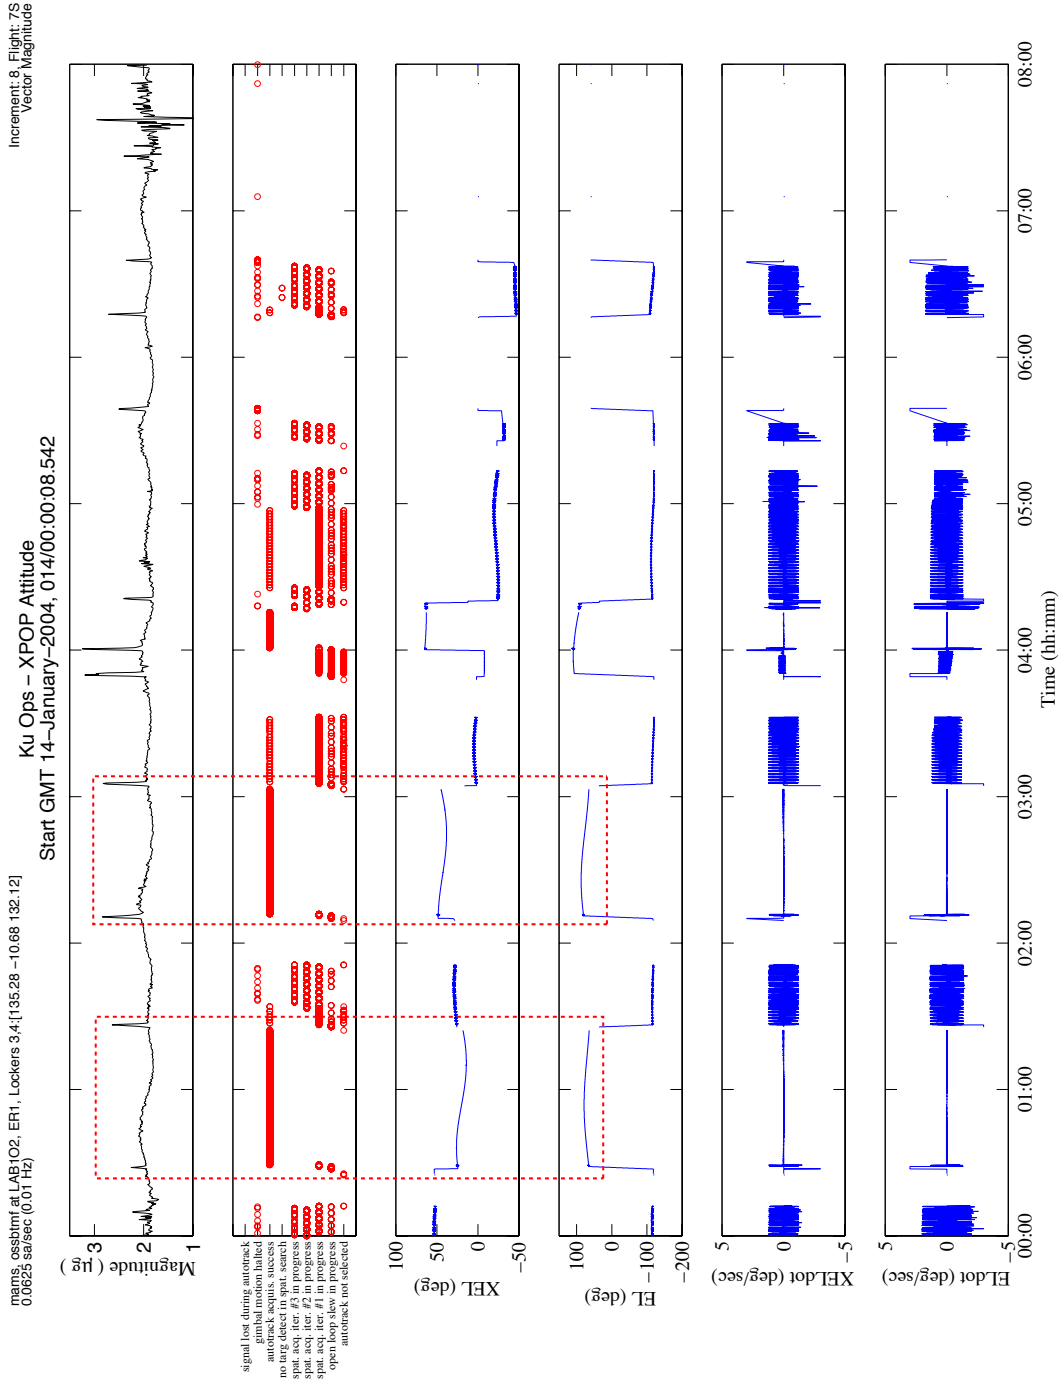 mams, ossbtmf at LAB1O2, ER1, Lockers 3,4:[135.28 −10.68 132.12]
0.0625 sa/sec (0.01 Hz)
Increment: 8, Flight: 7S
Vector Magnitude
Ku Ops − XPOP Attitude
Start GMT 14−January−2004, 014/00:00:08.542
3
2
1
Magnitude ( µg )
signal lost during autotrack
gimbal motion halted
autotrack acquis. success
no targ detect in spat. search
spat. acq. iter. #3 in progress
spat. acq. iter. #2 in progress
spat. acq. iter. #1 in progress
open loop slew in progress
autotrack not selected
100
50
0
−50
XEL (deg)
100
0
−100
−200
EL (deg)
5
0
−5
XELdot (deg/sec)
5
0
−5
ELdot (deg/sec)
00:00
01:00
02:00
03:00
04:00
05:00
06:00
07:00
08:00
Time (hh:mm)